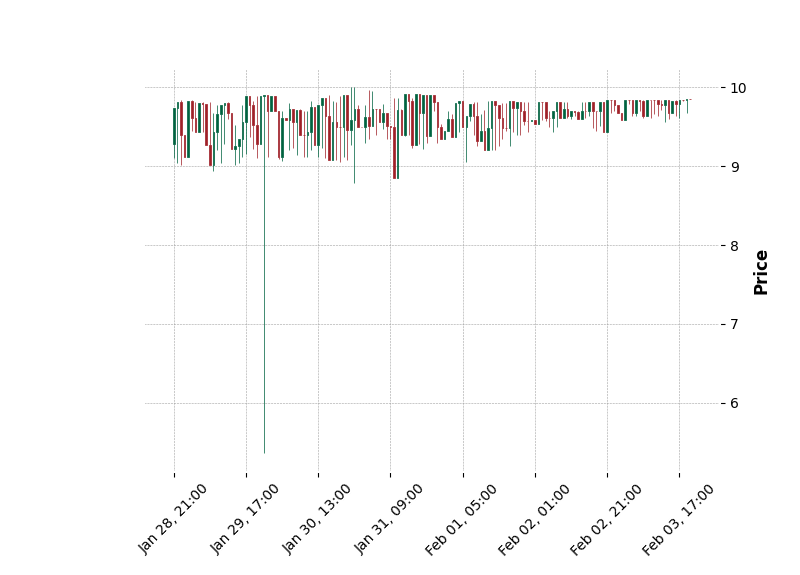 10
9
8
7
6
Price
Jan 28, 21:00
Jan 29, 17:00
Jan 30, 13:00
Jan 31, 09:00
Feb 01, 05:00
Feb 02, 01:00
Feb 02, 21:00
Feb 03, 17:00